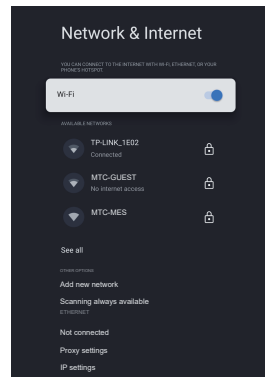 Network & Internet
YOU CAN CONNECT TO THE INTERNET WITH WI-FI, ETHERNET, OR YOUR
PHONE'S HOTSPOT
Wi-Fi
AVAILABLE NETWORKS
TP-LINK_1E02
Connected
MTC-GUEST
No internet access
MTC-MES
See all
OTHER OPTIONS
Add new network
Scanning always available
ETHERNET
Not connected
Proxy settings
IP settings